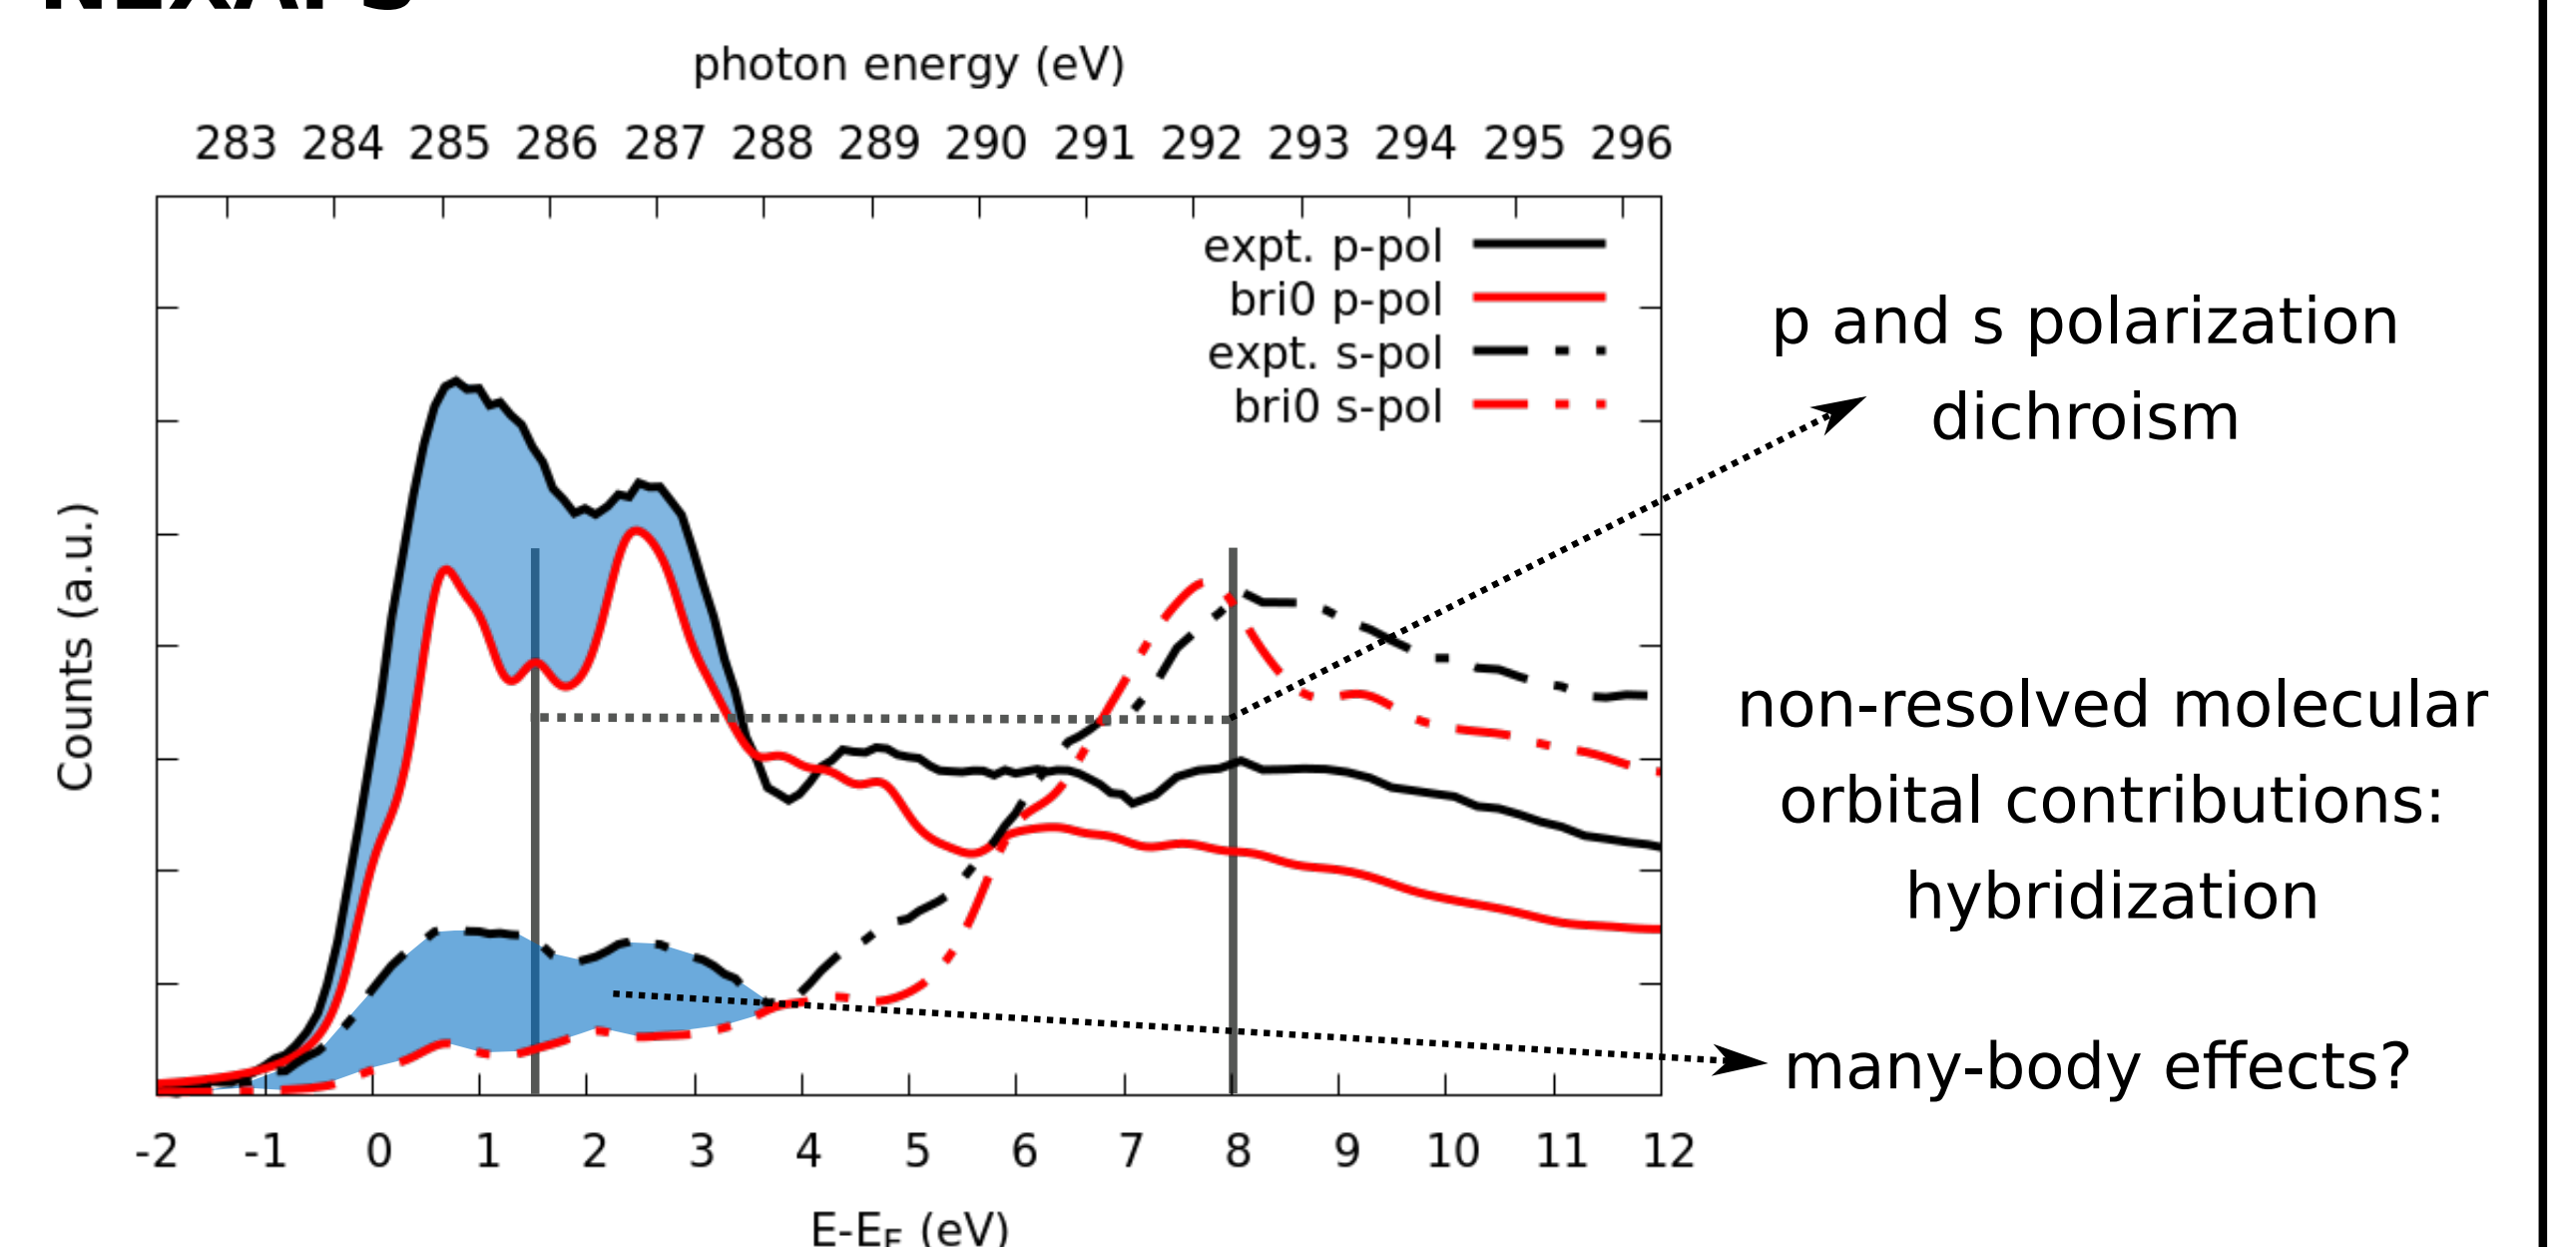 NEXAFS
photon energy (eV)
283 284 285 286 287 288 289 290 291 292 293 294 295 296
expt. p-pol
bri0 p-pol
expt. s-pol
bri0 s-pol
Counts (a.u.)
-2 -1 0 1 2 3 4 5 6 7 8 9 10 11 12
E-EF (eV)
p and s polarization
dichroism
non-resolved molecular
orbital contributions:
hybridization
many-body effects?